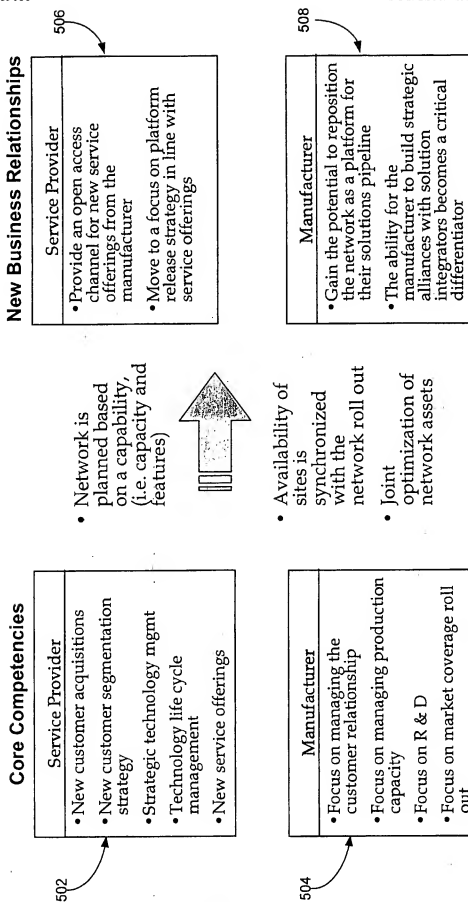 Core Competencies
502
Service Provider
• New customer acquisitions
• New customer segmentation
strategy
• Strategic technology mgmt
• Technology life cycle
management
• New service offerings
504
Manufacturer
• Focus on managing the
customer relationship
• Focus on managing production
capacity
• Focus on R & D
• Focus on market coverage roll
out
• Network is
planned based
on a capability,
(i.e. capacity and
features)
• Availability of
sites is
synchronized
with the
network roll out
• Joint
optimization of
network assets
New Business Relationships
506
Service Provider
• Provide an open access
channel for new service
offerings from the
manufacturer
• Move to a focus on platform
release strategy in line with
service offerings
508
Manufacturer
• Gain the potential to reposition
the network as a platform for
their solutions pipeline
• The ability for the
manufacturer to build strategic
alliances with solution
integrators becomes a critical
differentiator